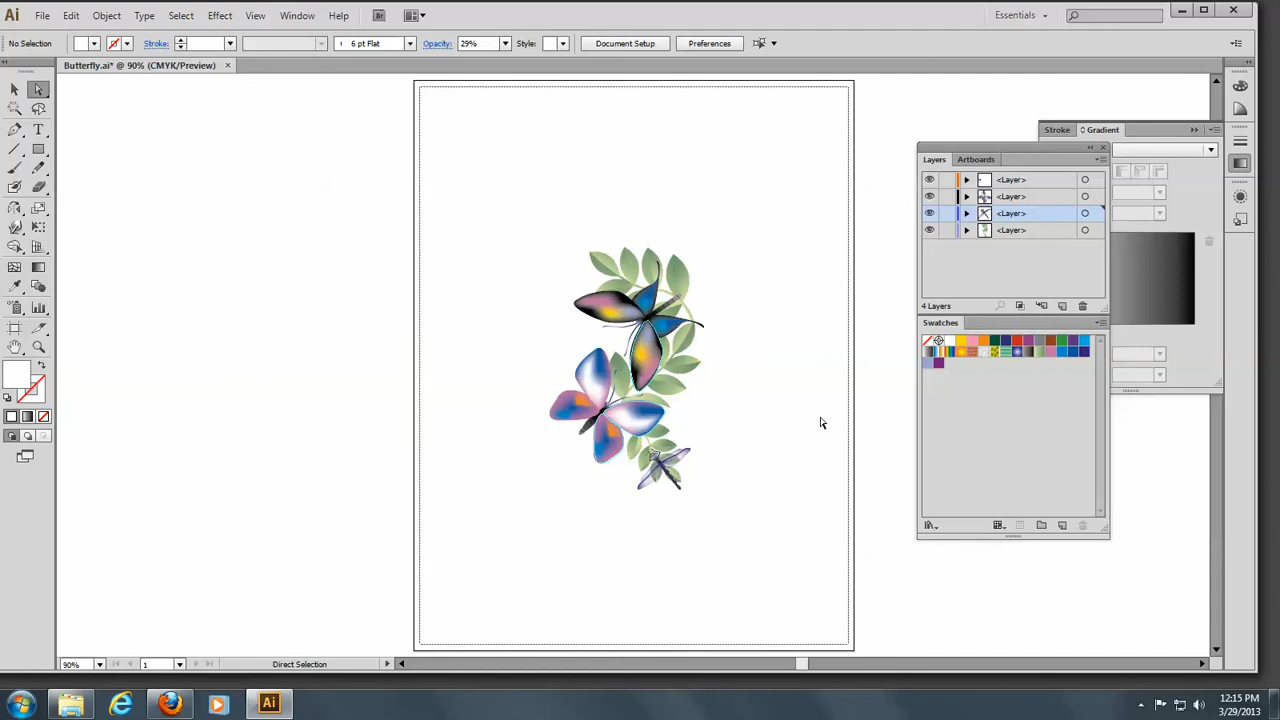 Ai File Edit Object Type Select Effect View Window Help Br Essentials
No Selection Stroke: 6 pt Flat Opacity: 29% Style: Document Setup Preferences
Butterfly.ai* @ 90% (CMYK/Preview)
Stroke Gradient
Layers Artboards
<Layer>
<Layer>
<Layer>
<Layer>
4 Layers
Swatches
90% 1 Direct Selection
Ai
12:15 PM
3/29/2013